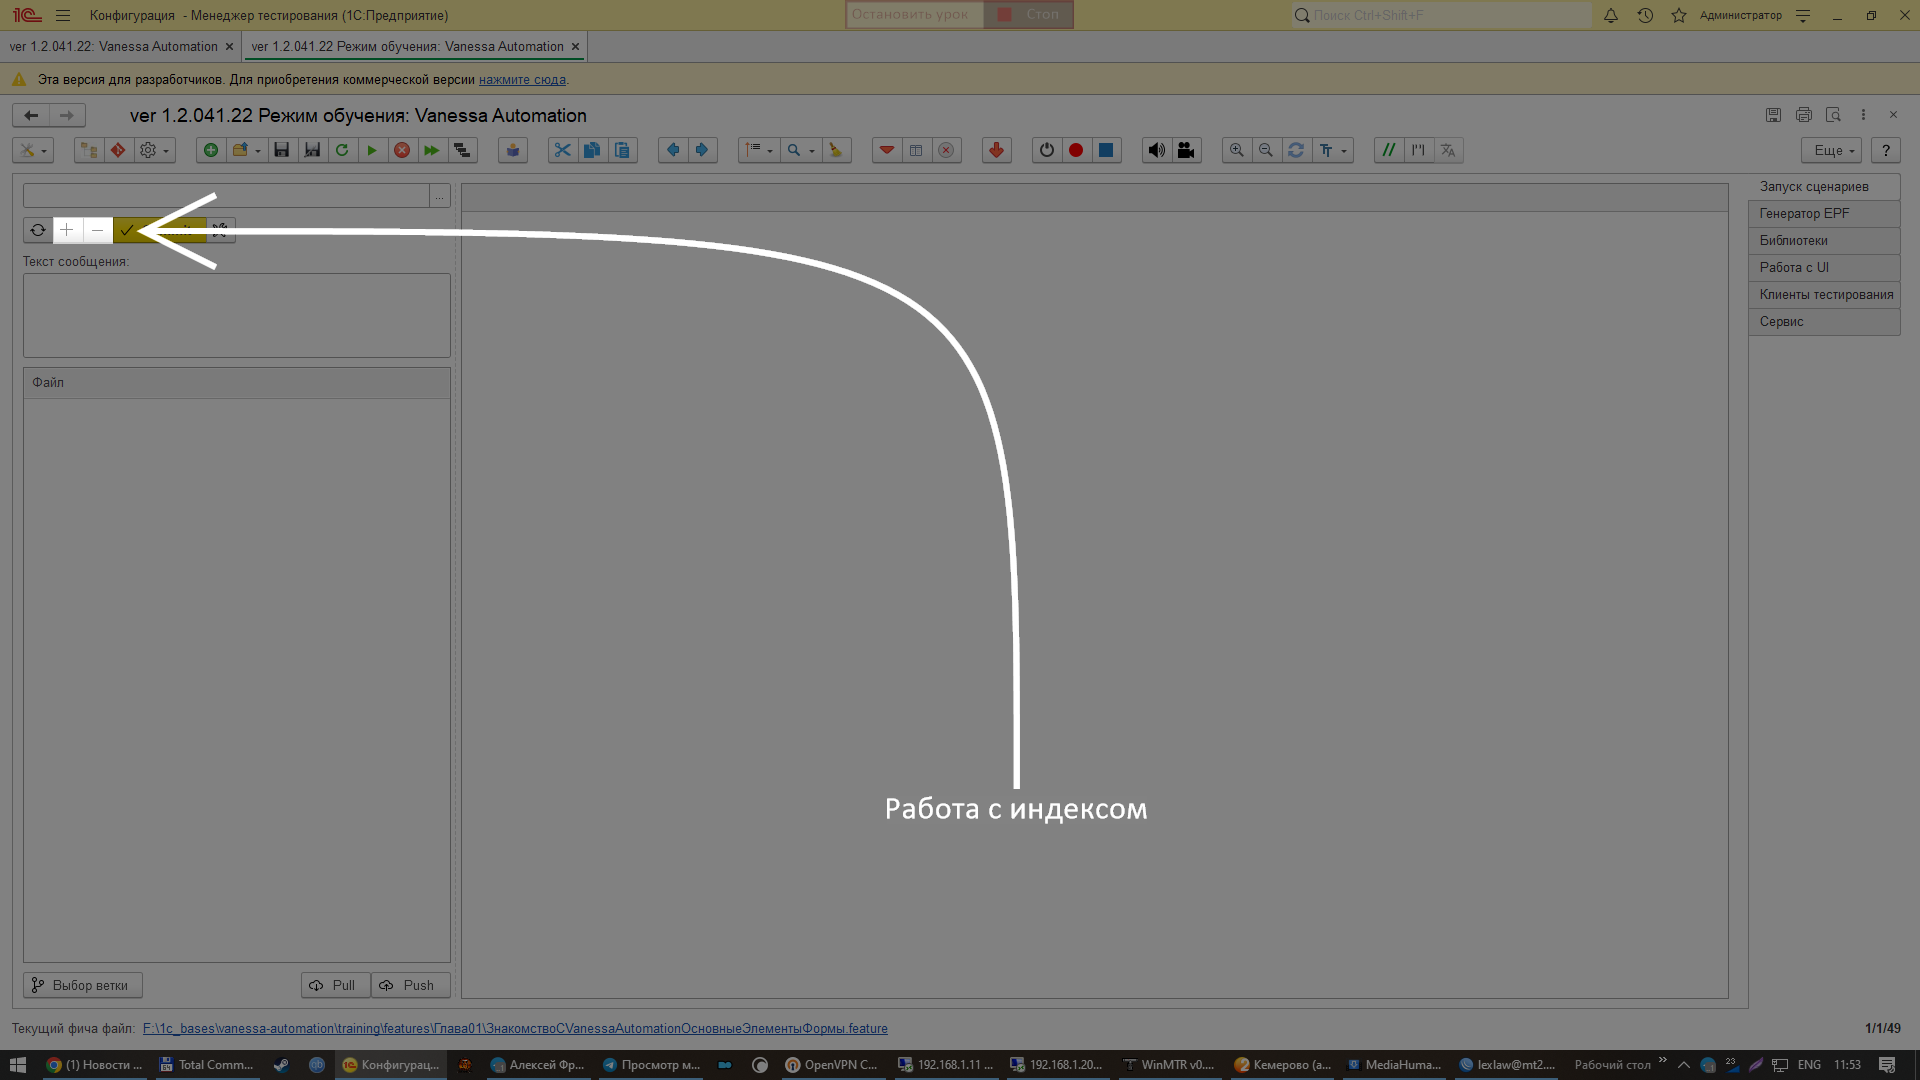 Конфигурация - Менеджер тестирования (1С:Предприятие)
Остановить урок
Стоп
Поиск Ctrl+Shift+F
Администратор
ver 1.2.041.22: Vanessa Automation
ver 1.2.041.22 Режим обучения: Vanessa Automation
Эта версия для разработчиков. Для приобретения коммерческой версии нажмите сюда.
ver 1.2.041.22 Режим обучения: Vanessa Automation
Еще
?
...
Текст сообщения:
Файл
Запуск сценариев
Генератор EPF
Библиотеки
Работа с UI
Клиенты тестирования
Сервис
Работа с индексом
Выбор ветки
Pull
Push
Текущий фича файл: F:\1c_bases\vanessa-automation\training\features\Глава01\ЗнакомствоСVanessaAutomationОсновныеЭлементыФормы.feature
1/1/49
(1) Новости ...
Total Comm...
Конфигурац...
Алексей Фр...
Просмотр м...
OpenVPN C...
192.168.1.11 ...
192.168.1.20...
WinMTR v0....
Кемерово (a...
MediaHuma...
lexlaw@mt2....
Рабочий стол
23
ENG
11:53